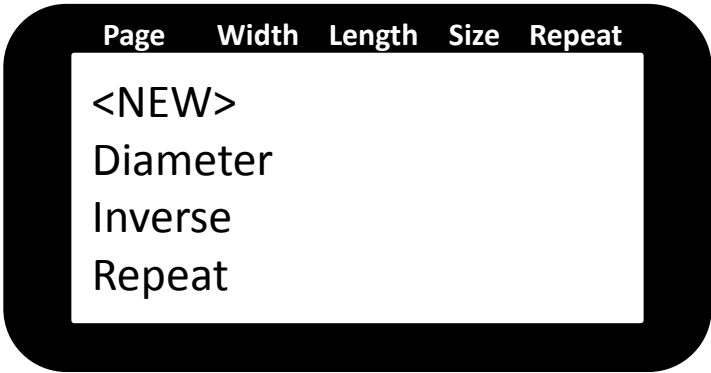 Page Width Length Size Repeat
<NEW>
Diameter
Inverse
Repeat